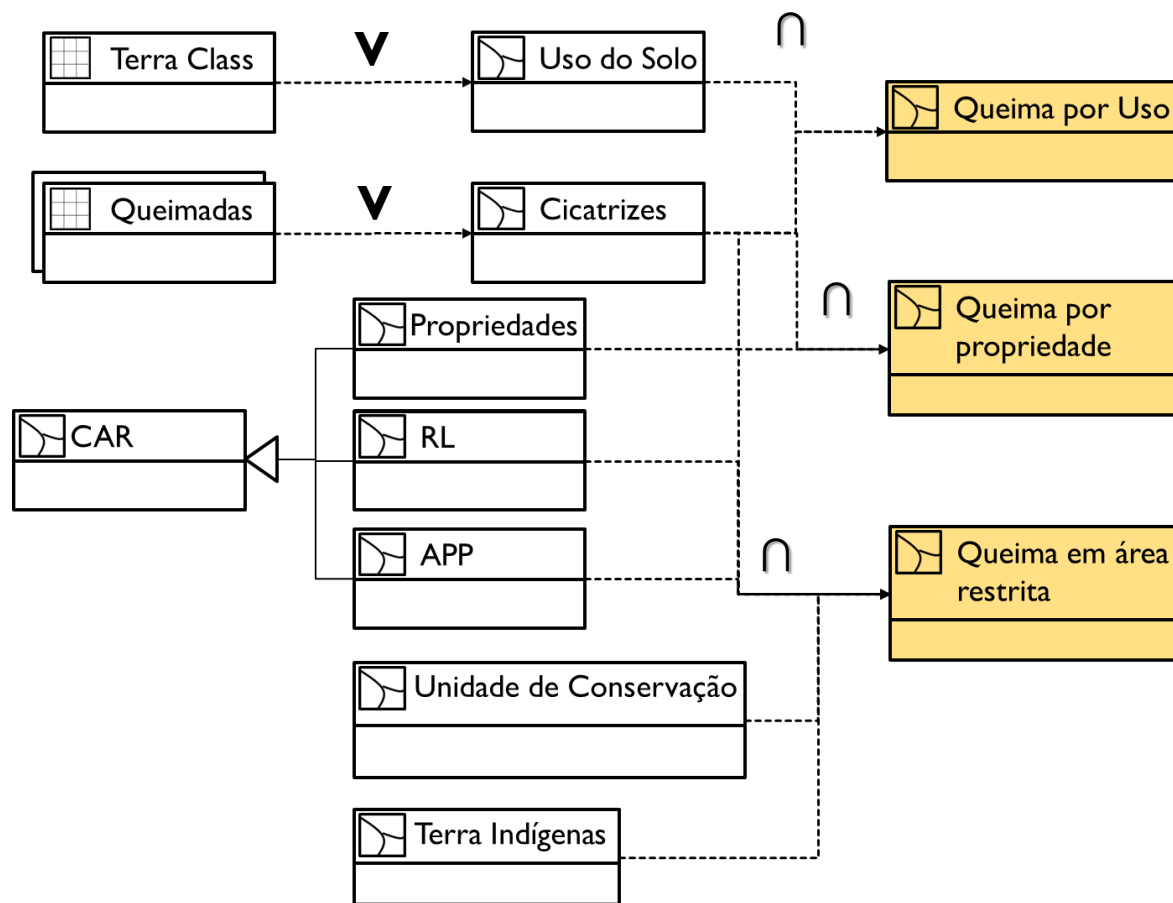 Terra Class
V
Uso do Solo
∩
Queima por Uso
Queimadas
V
Cicatrizes
Propriedades
∩
Queima por
propriedade
CAR
RL
APP
∩
Queima em área
restrita
Unidade de Conservação
Terra Indígenas